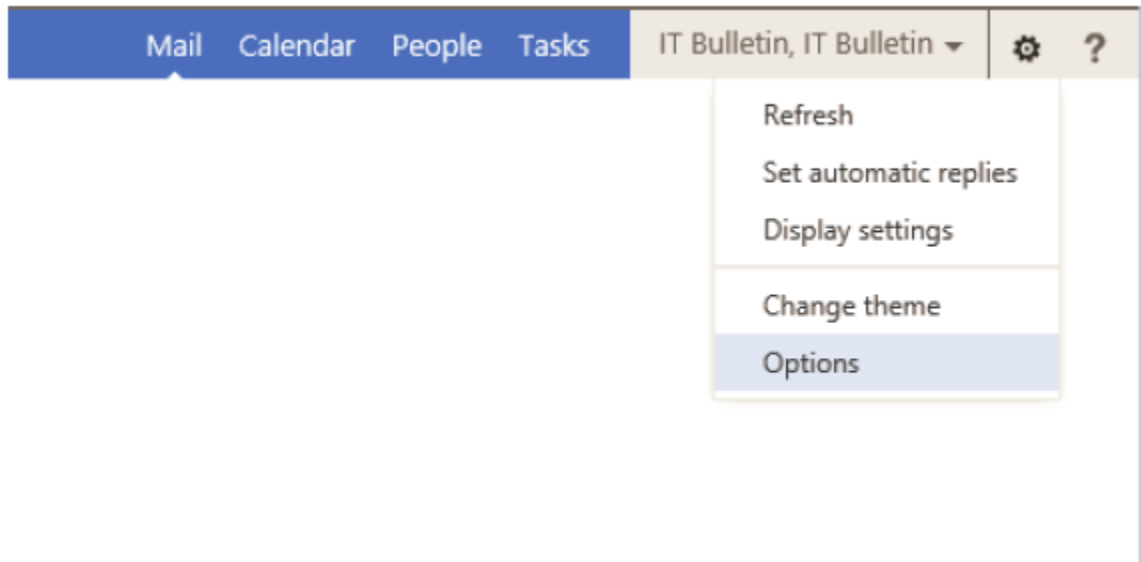 Mail Calendar People Tasks IT Bulletin, IT Bulletin ?
Refresh
Set automatic replies
Display settings
Change theme
Options